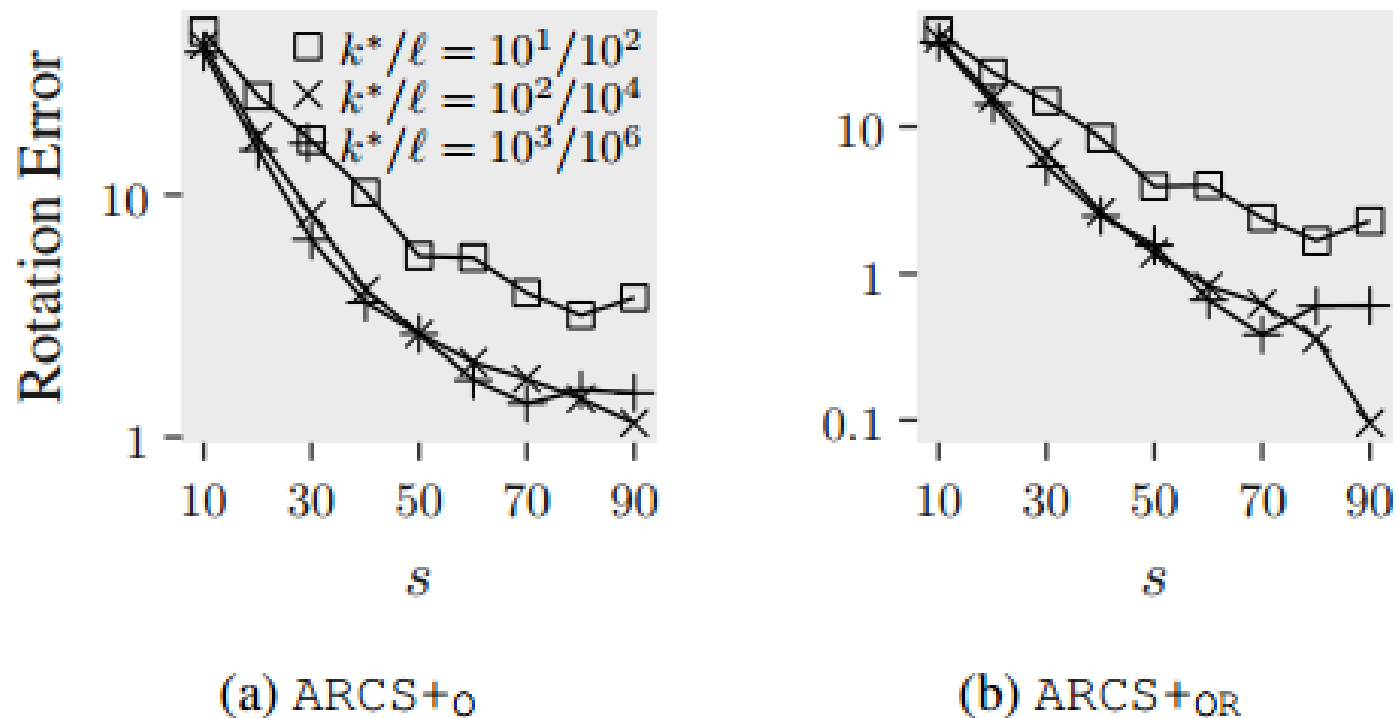 Rotation Error
k*/ℓ = 10¹/10²
k*/ℓ = 10²/10⁴
k*/ℓ = 10³/10⁶
10
1
10 30 50 70 90
s
(a) ARCS+O
10
1
0.1
10 30 50 70 90
s
(b) ARCS+OR